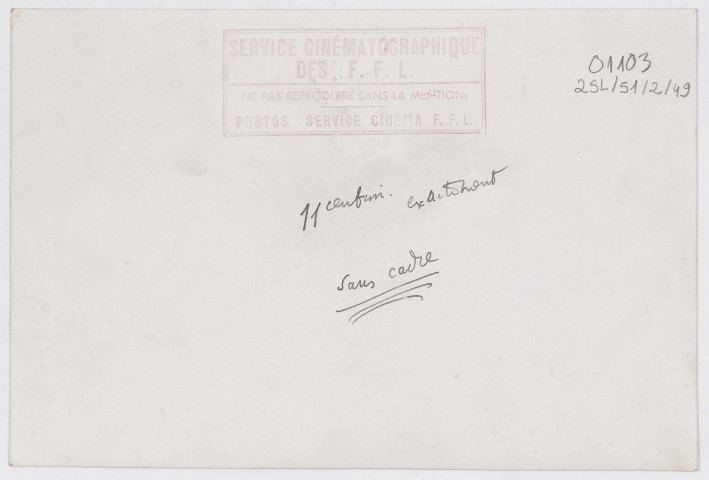 SERVICE CINÉMATOGRAPHIQUE
DES F. F. L.
NE PAS REPRODUIRE SANS LA MENTION:
PHOTOS. SERVICE CINÉMA F. F. L.
01103
2SL/51/2/49
11 centim. exactement
sans cadre